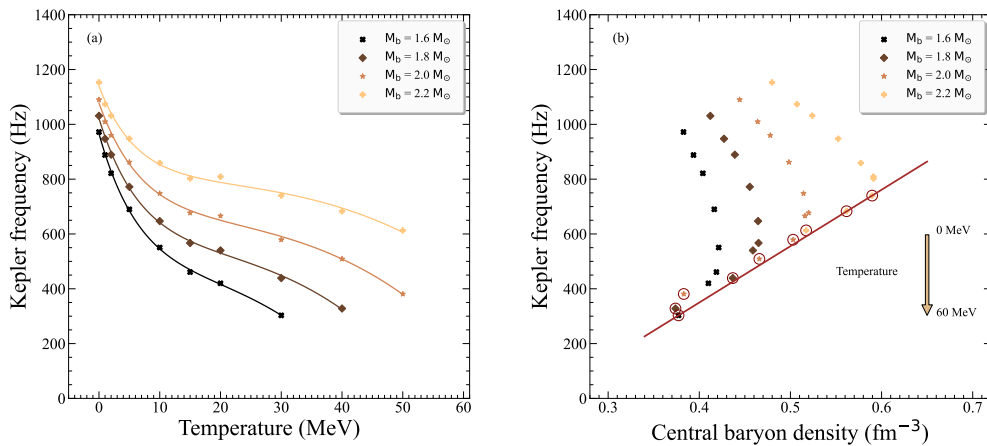 (a)
M_b = 1.6 M_⊙
M_b = 1.8 M_⊙
M_b = 2.0 M_⊙
M_b = 2.2 M_⊙
1400
1200
1000
800
600
400
200
0
Kepler frequency (Hz)
0 10 20 30 40 50 60
Temperature (MeV)
(b)
M_b = 1.6 M_⊙
M_b = 1.8 M_⊙
M_b = 2.0 M_⊙
M_b = 2.2 M_⊙
1400
1200
1000
800
600
400
200
0
Kepler frequency (Hz)
0 MeV
Temperature
60 MeV
0.3 0.4 0.5 0.6 0.7
Central baryon density (fm⁻³)